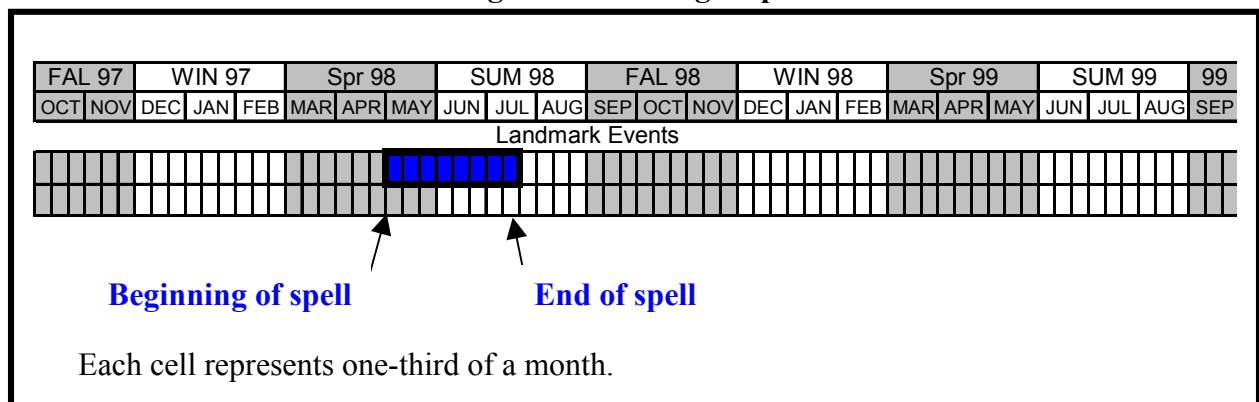 FAL 97 WIN 97 Spr 98 SUM 98 FAL 98 WIN 98 Spr 99 SUM 99 99
OCT NOV DEC JAN FEB MAR APR MAY JUN JUL AUG SEP OCT NOV DEC JAN FEB MAR APR MAY JUN JUL AUG SEP
Landmark Events
Beginning of spell End of spell
Each cell represents one-third of a month.